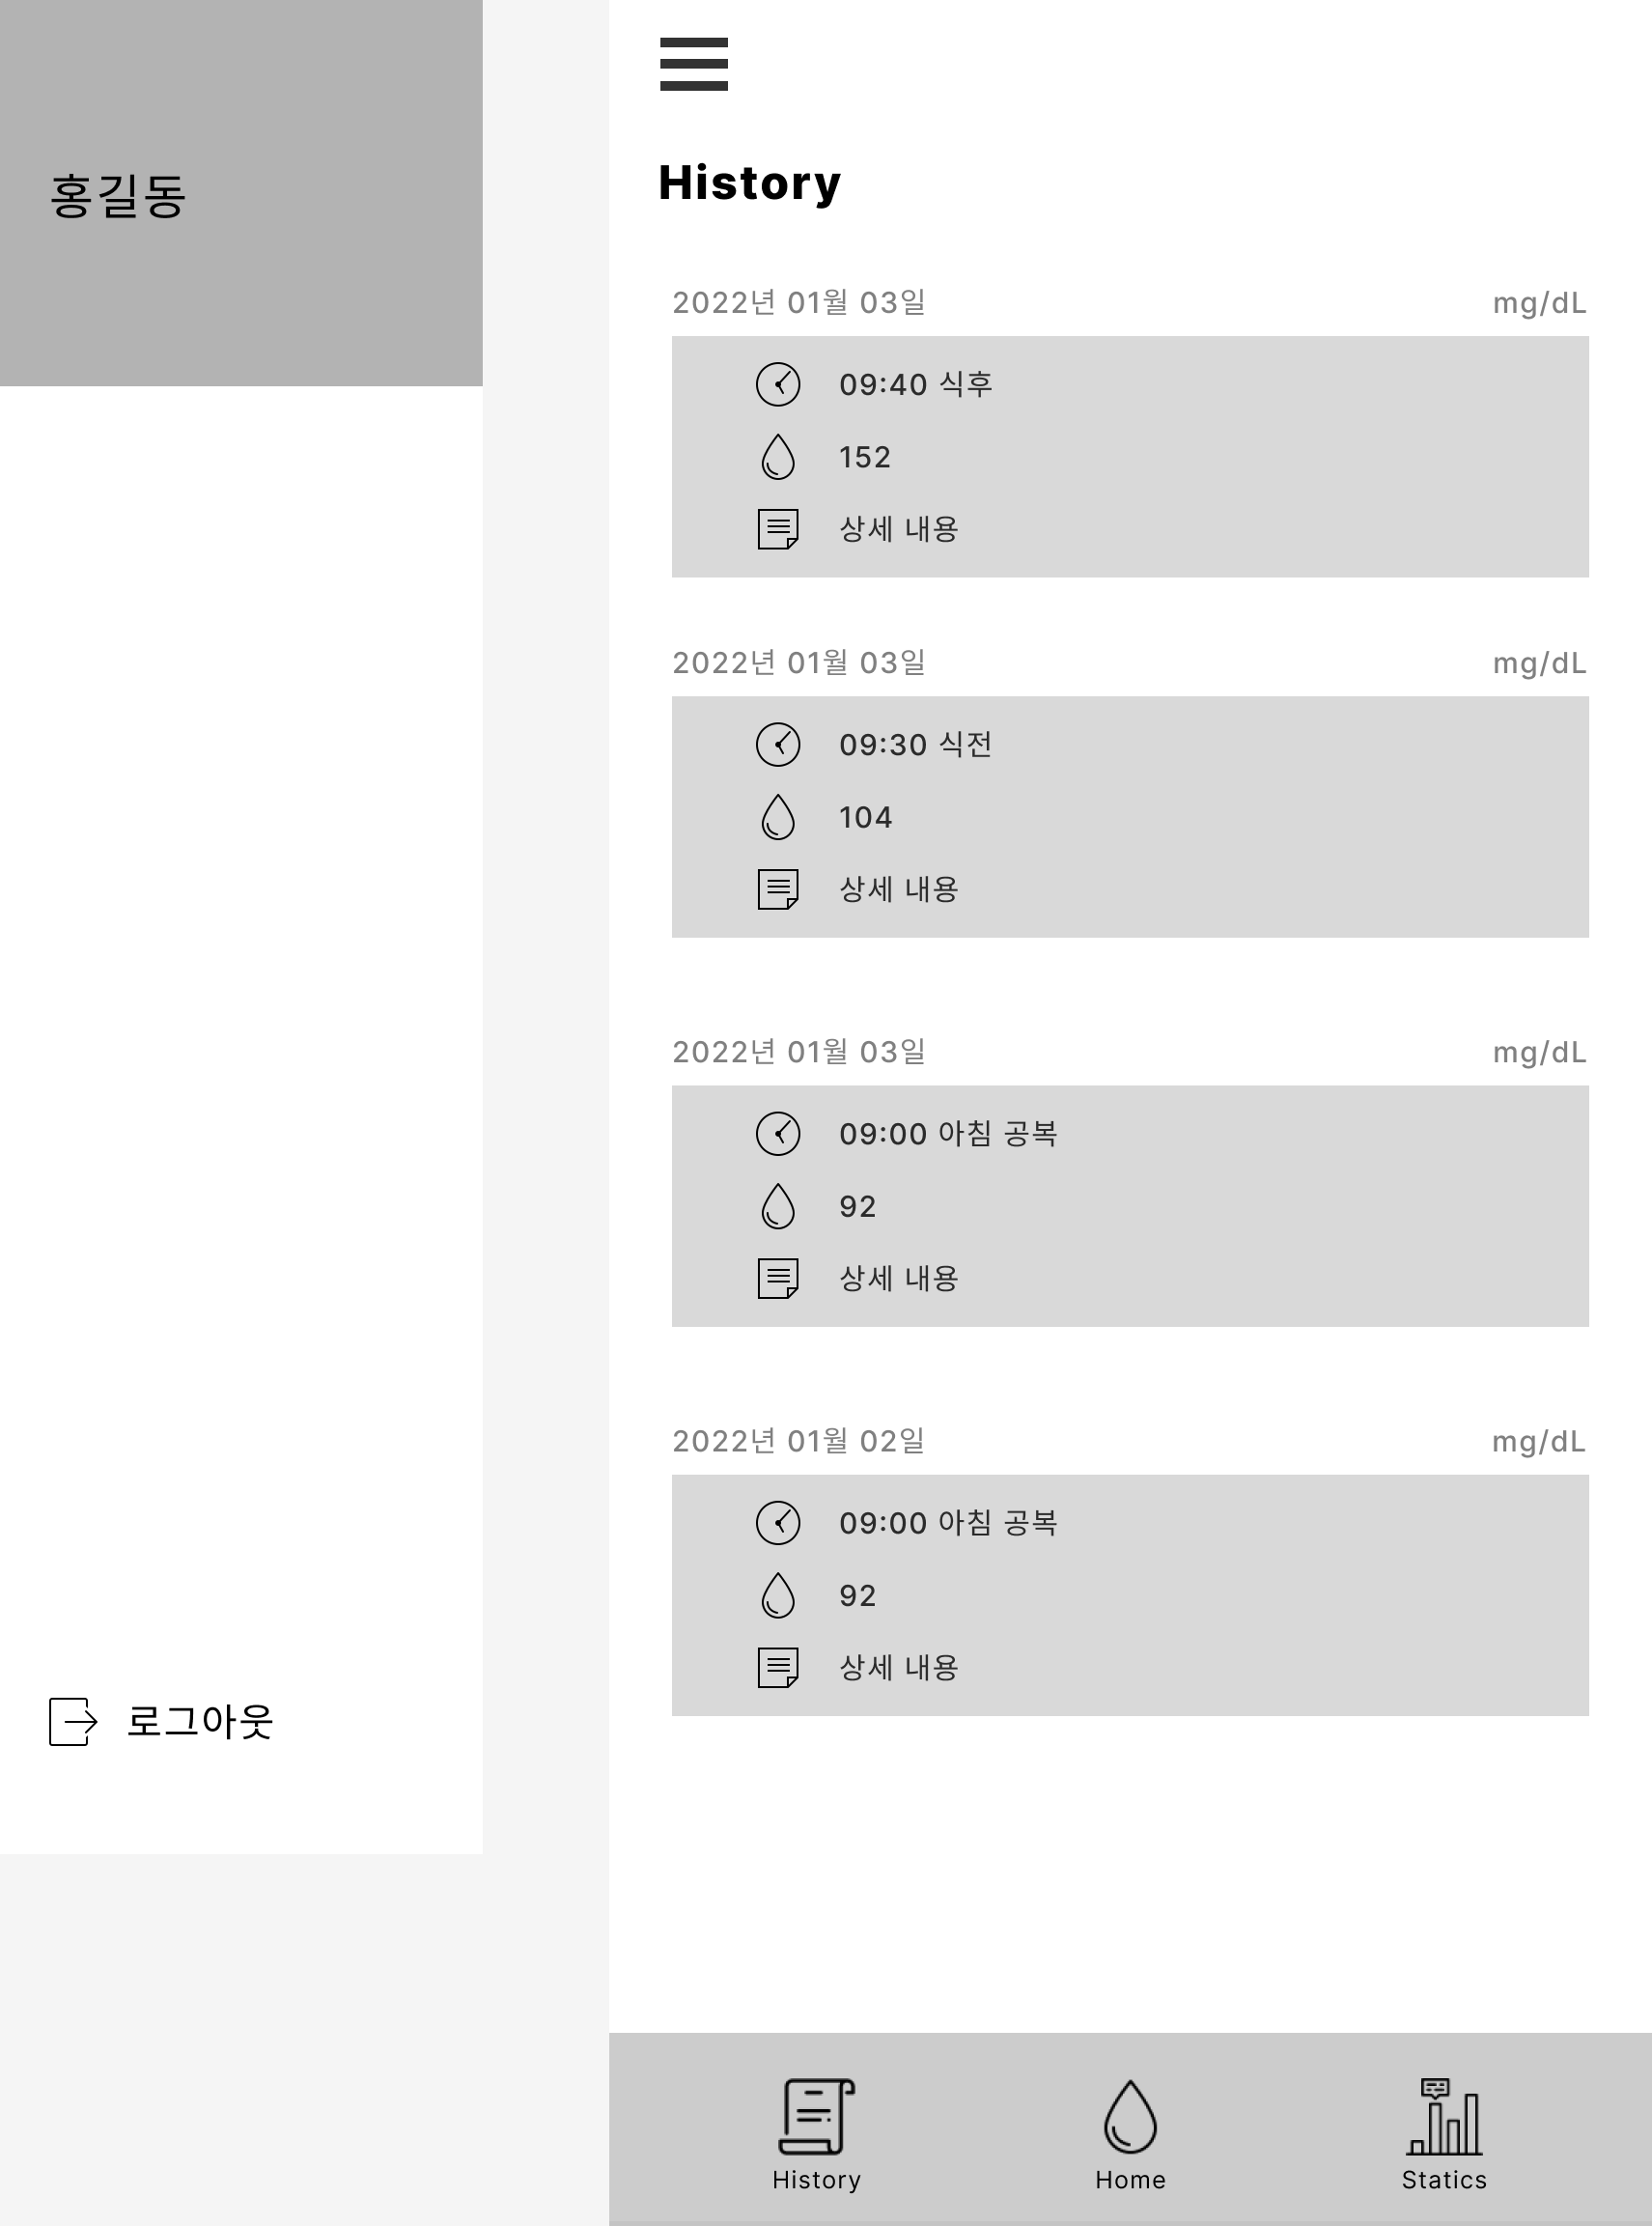 홍길동
로그아웃
History
2022년 01월 03일 mg/dL
09:40 식후
152
상세 내용
2022년 01월 03일 mg/dL
09:30 식전
104
상세 내용
2022년 01월 03일 mg/dL
09:00 아침 공복
92
상세 내용
2022년 01월 02일 mg/dL
09:00 아침 공복
92
상세 내용
History Home Statics